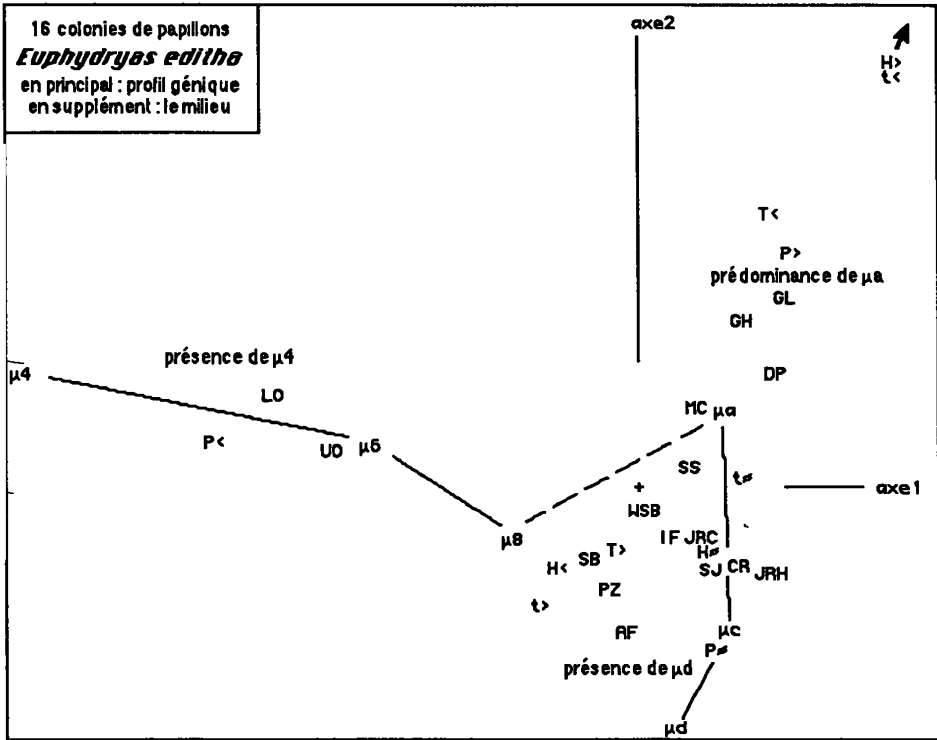 16 colonies de papillons
Euphydryas editha
en principal : profil génique
en supplément : le milieu
axe2
H>
t<
T<
P>
prédominance de μa
GL
GH
présence de μ4
μ4
DP
LO
MC μa
P<
UO μ6
SS
t=
+
axe1
WSB
μ8
IF JRC
H=
SB T>
H<
SJ CR JRH
PZ
t>
AF
μc
P=
présence de μd
μd